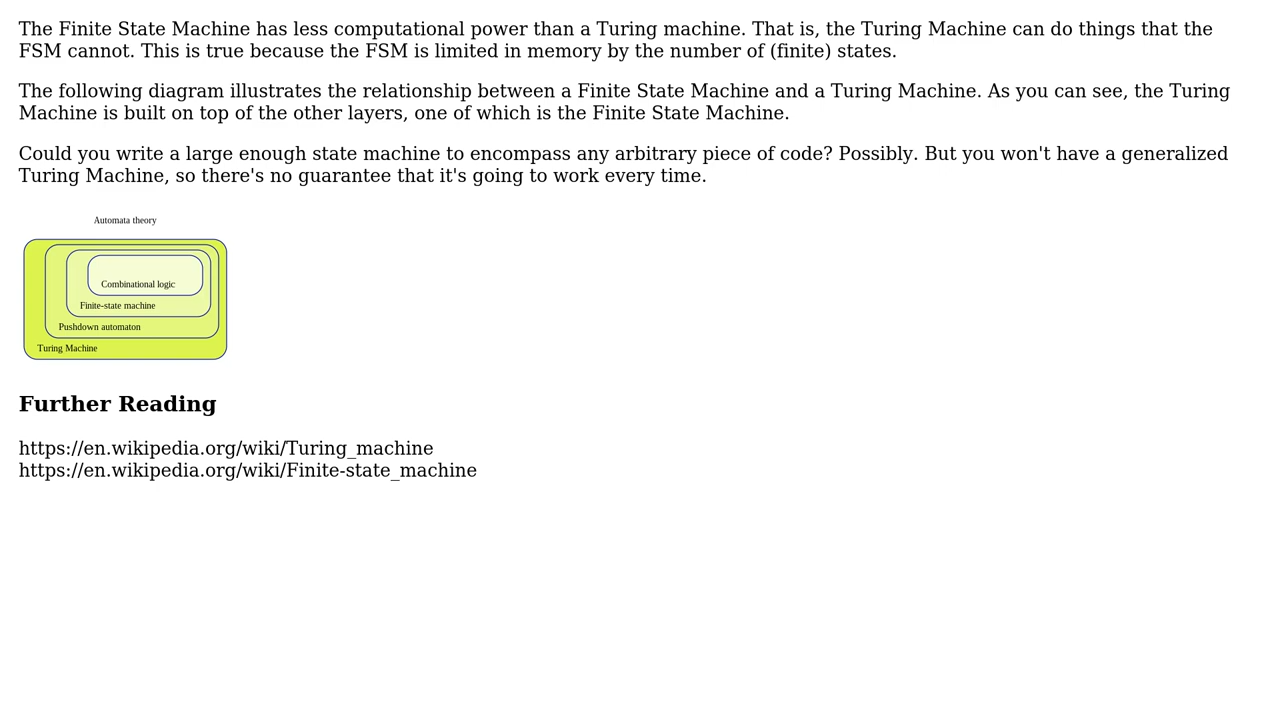 The Finite State Machine has less computational power than a Turing machine. That is, the Turing Machine can do things that the
FSM cannot. This is true because the FSM is limited in memory by the number of (finite) states.
The following diagram illustrates the relationship between a Finite State Machine and a Turing Machine. As you can see, the Turing
Machine is built on top of the other layers, one of which is the Finite State Machine.
Could you write a large enough state machine to encompass any arbitrary piece of code? Possibly. But you won't have a generalized
Turing Machine, so there's no guarantee that it's going to work every time.
Automata theory
Combinational logic
Finite-state machine
Pushdown automaton
Turing Machine
Further Reading
https://en.wikipedia.org/wiki/Turing_machine
https://en.wikipedia.org/wiki/Finite-state_machine